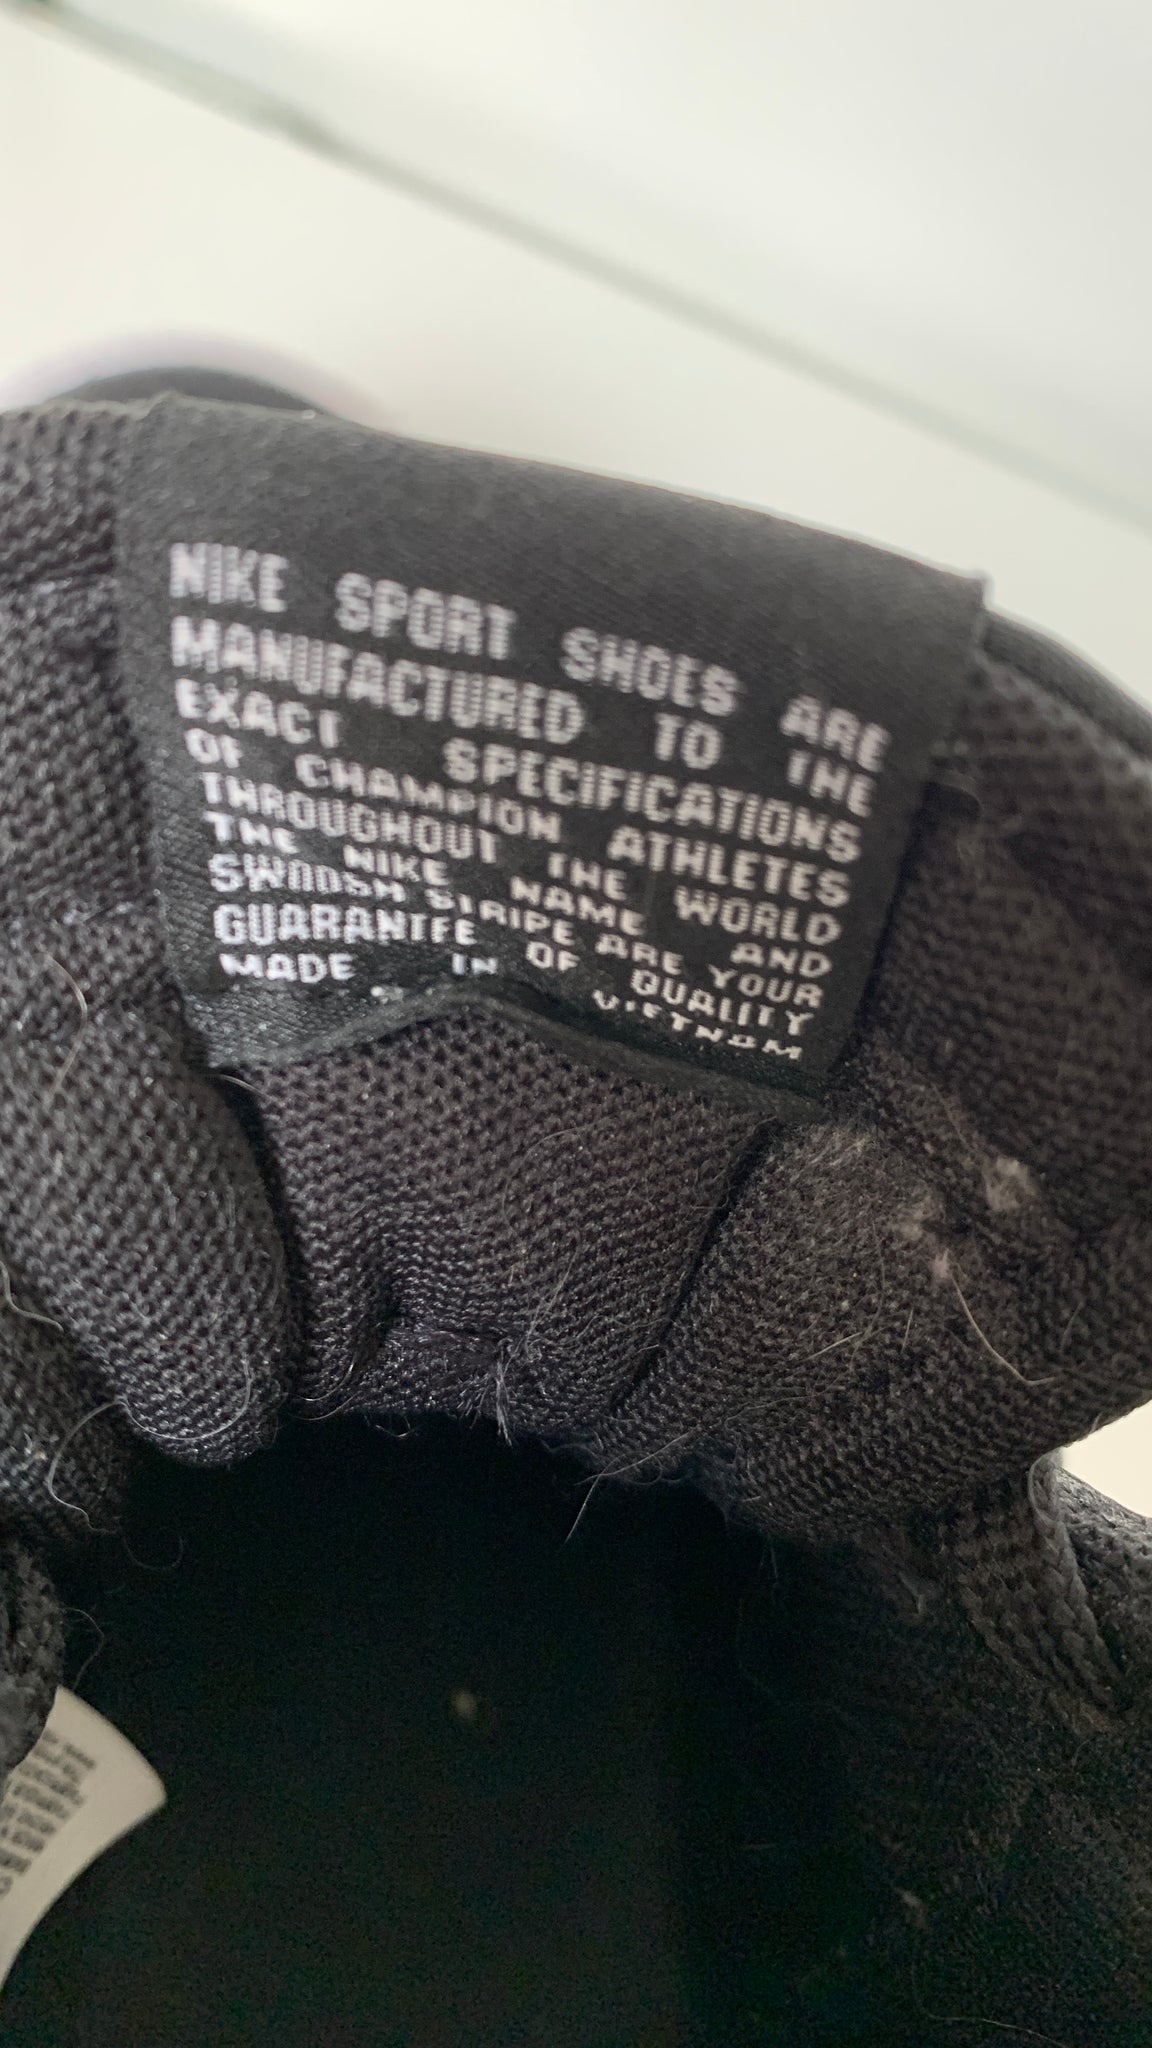 NIKE SPORT SHOES ARE
MANUFACTURED TO THE
EXACT SPECIFICATIONS
OF CHAMPION ATHLETES
THROUGHOUT THE WORLD
THE NIKE NAME AND
SWOOSH STRIPE ARE YOUR
GUARANTEE OF QUALITY
MADE IN VIETNAM